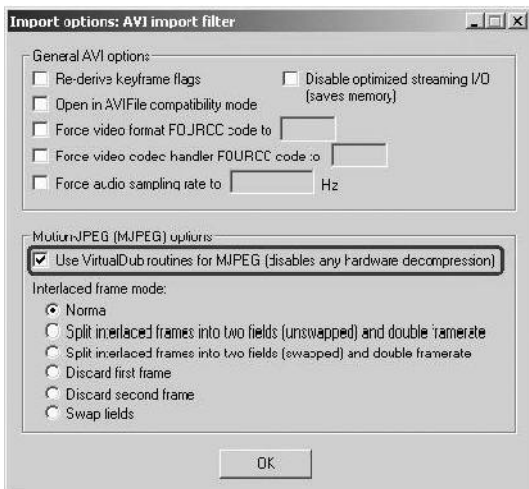 Import options: AVI import filter
General AVI options
Re-derive keyframe flags
Disable optimized streaming I/O
(saves memory)
Open in AVIFile compatibility mode
Force video format FOURCC code to
Force video codec handler FOURCC code to
Force audio sampling rate to Hz
Motion-JPEG (MJPEG) options
Use VirtualDub routines for MJPEG (disables any hardware decompression)
Interlaced frame mode:
Norma
Split interlaced frames into two fields (unswapped) and double framerate
Split interlaced frames into two fields (swapped) and double framerate
Discard first frame
Discard second frame
Swap fields
OK